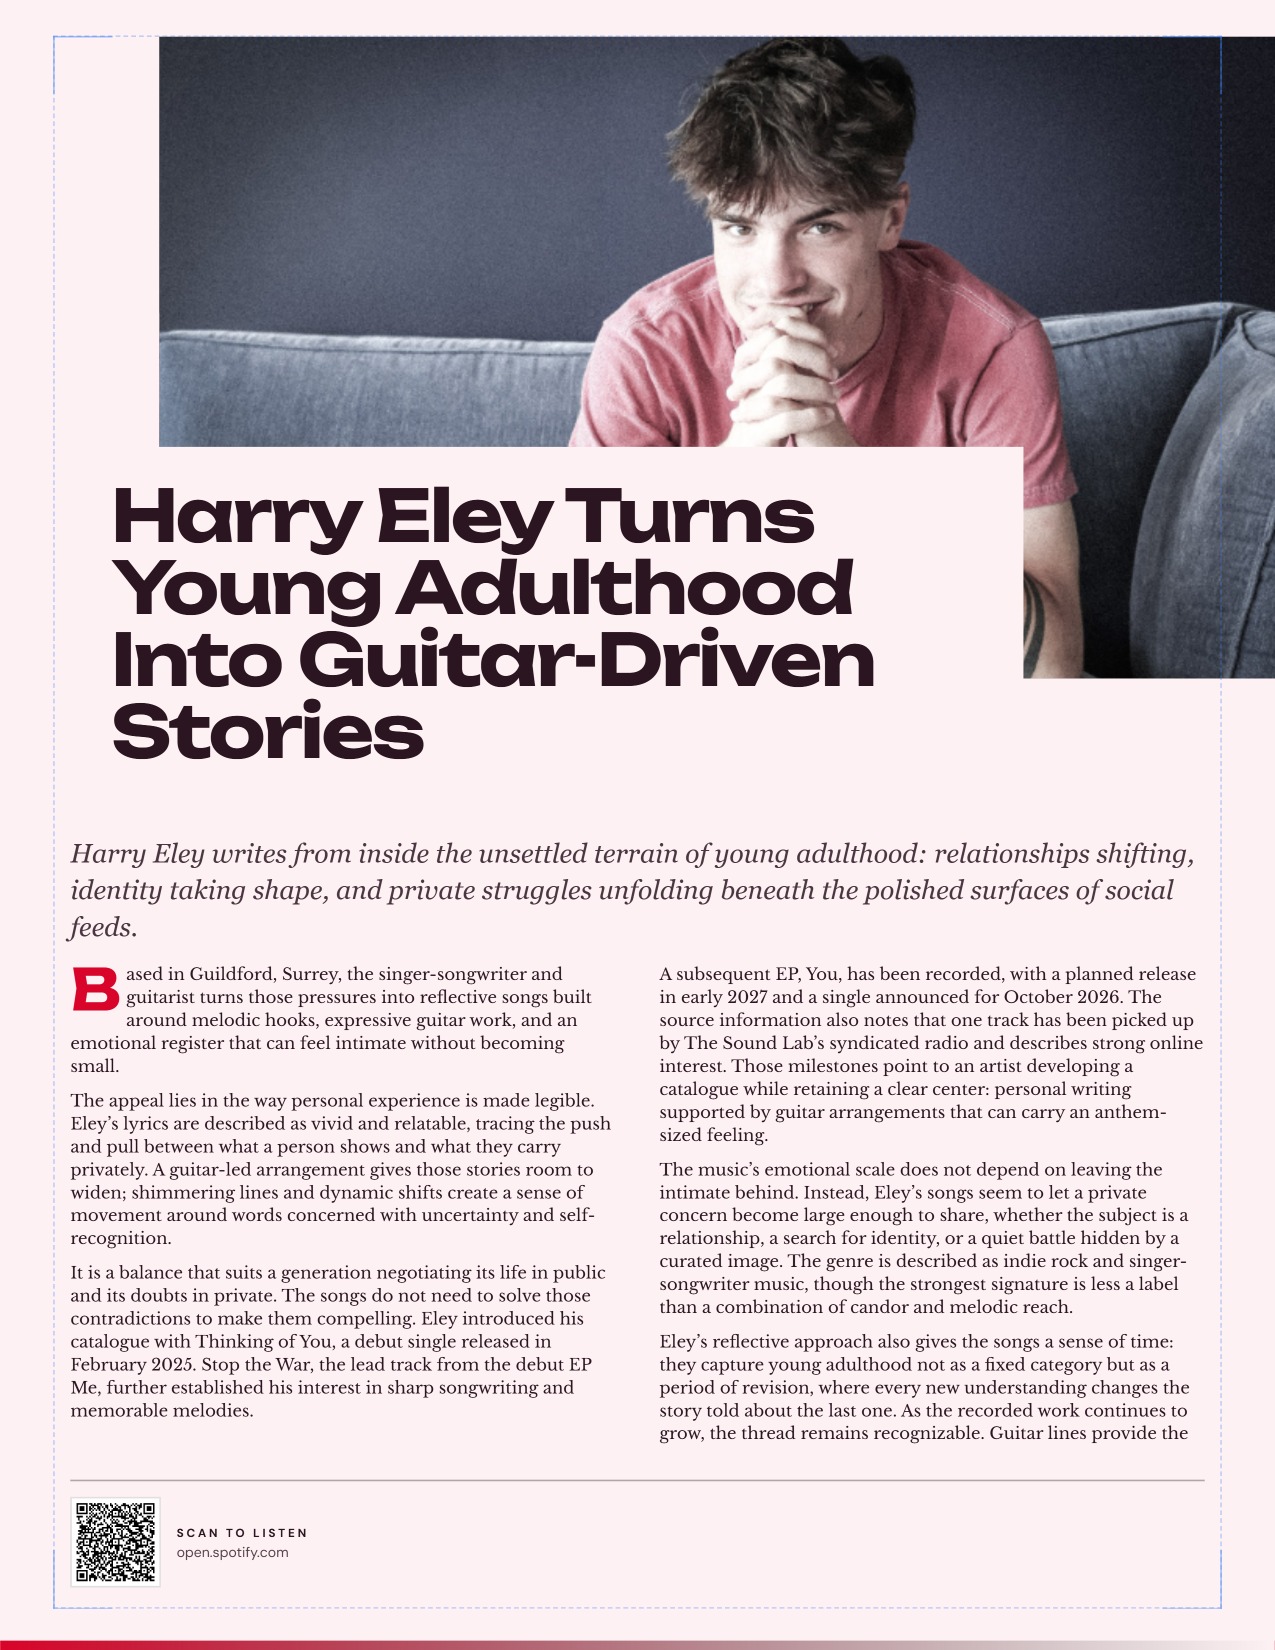 Harry Eley Turns
Young Adulthood
Into Guitar-Driven
Stories
Harry Eley writes from inside the unsettled terrain of young adulthood: relationships shifting,
identity taking shape, and private struggles unfolding beneath the polished surfaces of social
feeds.
Based in Guildford, Surrey, the singer-songwriter and
guitarist turns those pressures into reflective songs built
around melodic hooks, expressive guitar work, and an
emotional register that can feel intimate without becoming
small.
The appeal lies in the way personal experience is made legible.
Eley’s lyrics are described as vivid and relatable, tracing the push
and pull between what a person shows and what they carry
privately. A guitar-led arrangement gives those stories room to
widen; shimmering lines and dynamic shifts create a sense of
movement around words concerned with uncertainty and self-
recognition.
It is a balance that suits a generation negotiating its life in public
and its doubts in private. The songs do not need to solve those
contradictions to make them compelling. Eley introduced his
catalogue with Thinking of You, a debut single released in
February 2025. Stop the War, the lead track from the debut EP
Me, further established his interest in sharp songwriting and
memorable melodies.
A subsequent EP, You, has been recorded, with a planned release
in early 2027 and a single announced for October 2026. The
source information also notes that one track has been picked up
by The Sound Lab’s syndicated radio and describes strong online
interest. Those milestones point to an artist developing a
catalogue while retaining a clear center: personal writing
supported by guitar arrangements that can carry an anthem-
sized feeling.
The music’s emotional scale does not depend on leaving the
intimate behind. Instead, Eley’s songs seem to let a private
concern become large enough to share, whether the subject is a
relationship, a search for identity, or a quiet battle hidden by a
curated image. The genre is described as indie rock and singer-
songwriter music, though the strongest signature is less a label
than a combination of candor and melodic reach.
Eley’s reflective approach also gives the songs a sense of time:
they capture young adulthood not as a fixed category but as a
period of revision, where every new understanding changes the
story told about the last one. As the recorded work continues to
grow, the thread remains recognizable. Guitar lines provide the
SCAN TO LISTEN
open.spotify.com